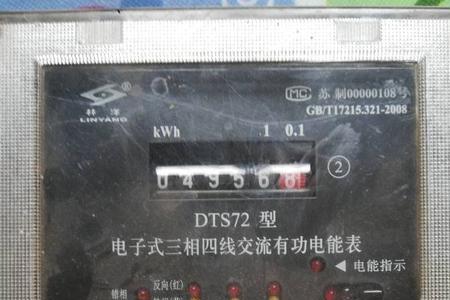 MC 苏 制00000108号
GB/T17215.321-2008
®
林洋
LINYANG
kWh .1 0.1
049568
②
DTS72 型
电子式三相四线交流有功电能表
◄ 电能指示
反向(红)
错相